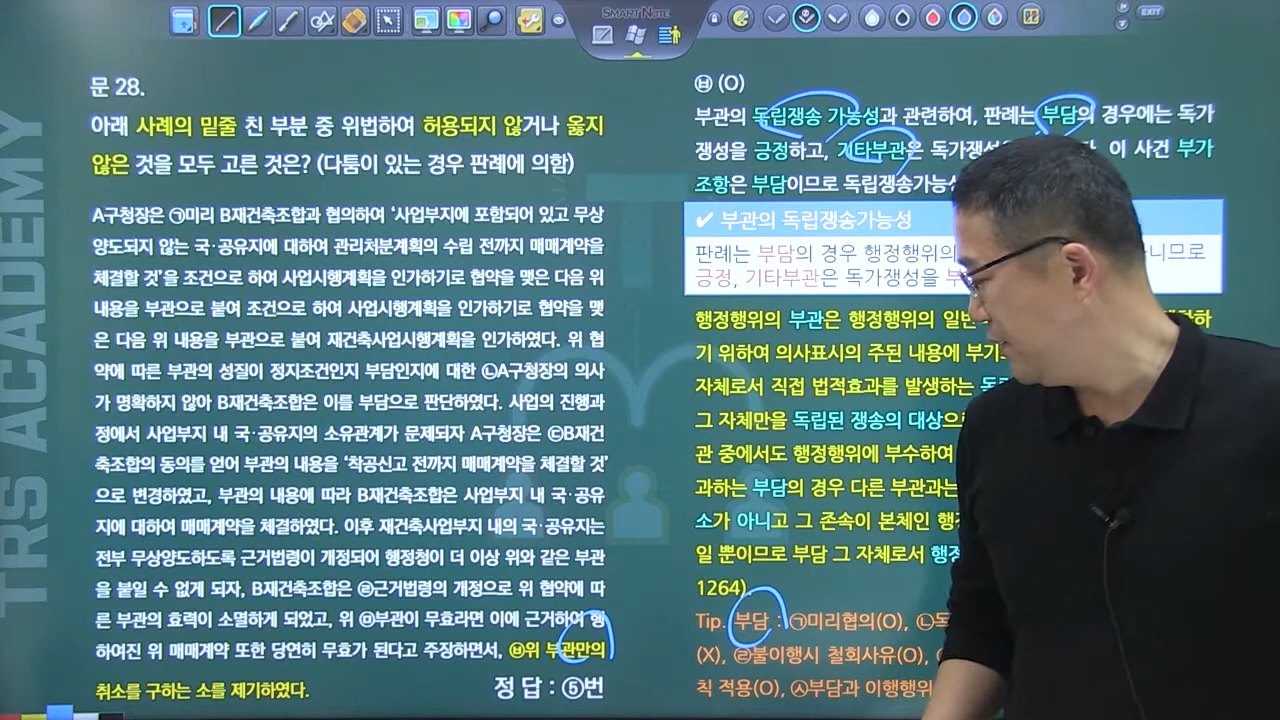 SMARTNOTE
EXIT
TRS ACADEMY
문 28.
아래 사례의 밑줄 친 부분 중 위법하여 허용되지 않거나 옳지
않은 것을 모두 고른 것은? (다툼이 있는 경우 판례에 의함)
A구청장은 ㉠미리 B재건축조합과 협의하여 ‘사업부지에 포함되어 있고 무상
양도되지 않는 국·공유지에 대하여 관리처분계획의 수립 전까지 매매계약을
체결할 것’을 조건으로 하여 사업시행계획을 인가하기로 협약을 맺은 다음 위
내용을 부관으로 붙여 조건으로 하여 사업시행계획을 인가하기로 협약을 맺
은 다음 위 내용을 부관으로 붙여 재건축사업시행계획을 인가하였다. 위 협
약에 따른 부관의 성질이 정지조건인지 부담인지에 대한 ㉡A구청장의 의사
가 명확하지 않아 B재건축조합은 이를 부담으로 판단하였다. 사업의 진행과
정에서 사업부지 내 국·공유지의 소유관계가 문제되자 A구청장은 ㉢B재건
축조합의 동의를 얻어 부관의 내용을 ‘착공신고 전까지 매매계약을 체결할 것’
으로 변경하였고, 부관의 내용에 따라 B재건축조합은 사업부지 내 국·공유
지에 대하여 매매계약을 체결하였다. 이후 재건축사업부지 내의 국·공유지는
전부 무상양도하도록 근거법령이 개정되어 행정청이 더 이상 위와 같은 부관
을 붙일 수 없게 되자, B재건축조합은 ㉣근거법령의 개정으로 위 협약에 따
른 부관의 효력이 소멸하게 되었고, 위 ㉤부관이 무효라면 이에 근거하여 행
하여진 위 매매계약 또한 당연히 무효가 된다고 주장하면서, ㉥위 부관만의
취소를 구하는 소를 제기하였다.
정 답 : ⑤번
㉥ (O)
부관의 독립쟁송 가능성과 관련하여, 판례는 부담의 경우에는 독가
쟁성을 긍정하고, 기타부관은 독가쟁성을 이 사건 부가
조항은 부담이므로 독립쟁송가능성
✔ 부관의 독립쟁송가능성
판례는 부담의 경우 행정행위의 아니므로
긍정, 기타부관은 독가쟁성을 부
행정행위의 부관은 행정행위의 일반
기 위하여 의사표시의 주된 내용에 부기
자체로서 직접 법적효과를 발생하는 독
그 자체만을 독립된 쟁송의 대상으로
관 중에서도 행정행위에 부수하여
과하는 부담의 경우 다른 부관과는
소가 아니고 그 존속이 본체인 행정
일 뿐이므로 부담 그 자체로서 행정
1264).
Tip. 부담 : ㉠미리협의(O), ㉡독
(X), ㉣불이행시 철회사유(O),
칙 적용(O), ㉦부담과 이행행위